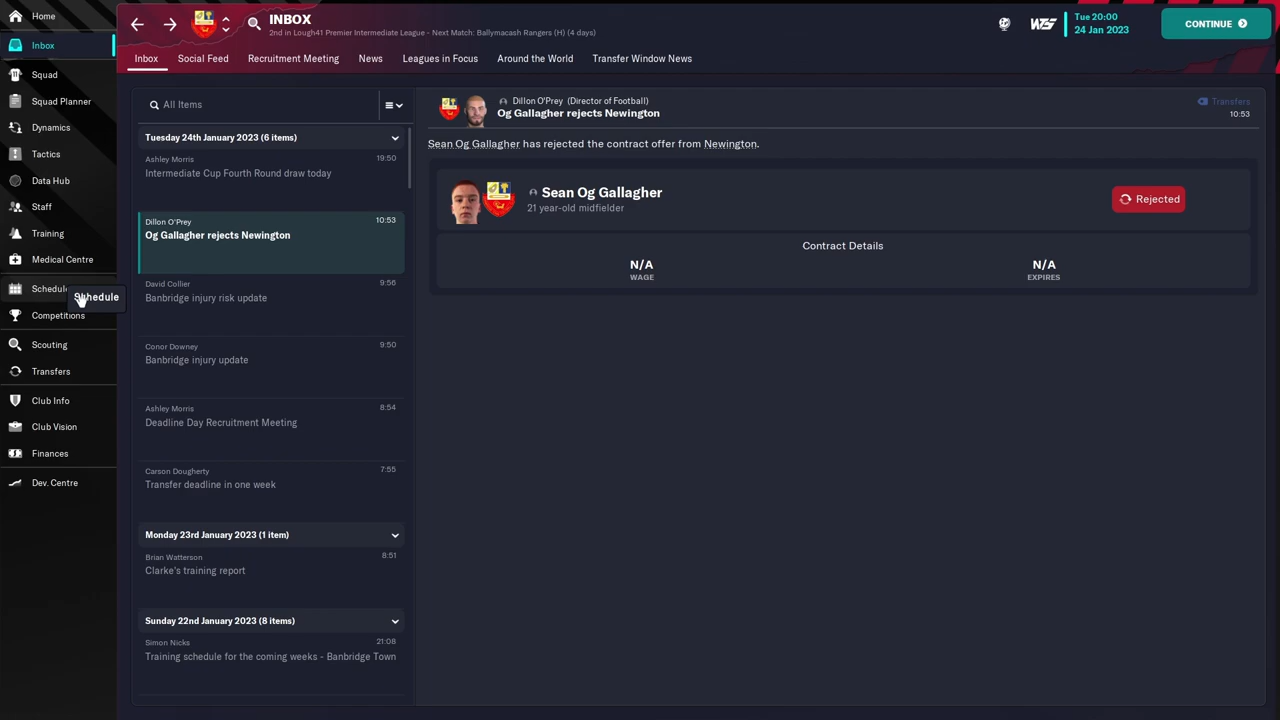 Home
Inbox
Squad
Squad Planner
Dynamics
Tactics
Data Hub
Staff
Training
Medical Centre
Schedule
Schedule
Competitions
Scouting
Transfers
Club Info
Club Vision
Finances
Dev. Centre
INBOX
2nd in Lough41 Premier Intermediate League - Next Match: Ballymacash Rangers (H) (4 days)
Tue 20:00
24 Jan 2023
CONTINUE
Inbox
Social Feed
Recruitment Meeting
News
Leagues in Focus
Around the World
Transfer Window News
All Items
Tuesday 24th January 2023 (6 items)
Ashley Morris 19:50
Intermediate Cup Fourth Round draw today
Dillon O'Prey 10:53
Og Gallagher rejects Newington
David Collier 9:56
Banbridge injury risk update
Conor Downey 9:50
Banbridge injury update
Ashley Morris 8:54
Deadline Day Recruitment Meeting
Carson Dougherty 7:55
Transfer deadline in one week
Monday 23rd January 2023 (1 item)
Brian Watterson 8:51
Clarke's training report
Sunday 22nd January 2023 (8 items)
Simon Nicks 21:08
Training schedule for the coming weeks - Banbridge Town
Dillon O'Prey (Director of Football)
Og Gallagher rejects Newington
Transfers
10:53
Sean Og Gallagher has rejected the contract offer from Newington.
Sean Og Gallagher
21 year-old midfielder
Rejected
Contract Details
N/A
WAGE
N/A
EXPIRES